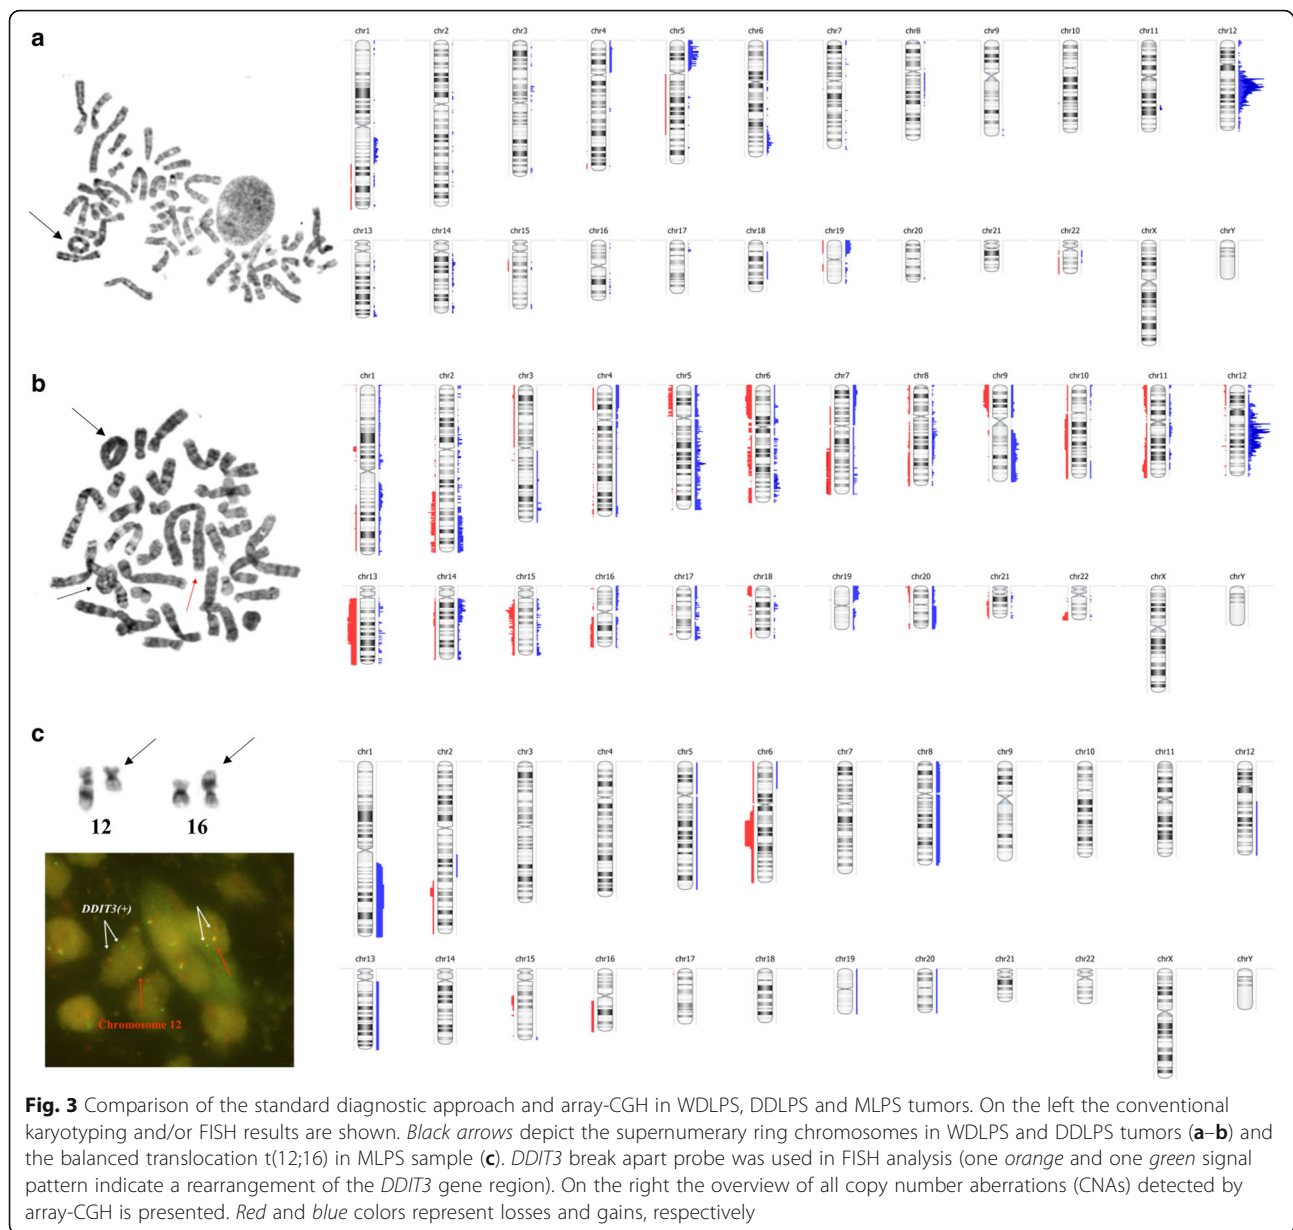 a
chr1 chr2 chr3 chr4 chr5 chr6 chr7 chr8 chr9 chr10 chr11 chr12
chr13 chr14 chr15 chr16 chr17 chr18 chr19 chr20 chr21 chr22 chrX chrY
b
chr1 chr2 chr3 chr4 chr5 chr6 chr7 chr8 chr9 chr10 chr11 chr12
chr13 chr14 chr15 chr16 chr17 chr18 chr19 chr20 chr21 chr22 chrX chrY
c
12 16
DDIT3(+)
Chromosome 12
chr1 chr2 chr3 chr4 chr5 chr6 chr7 chr8 chr9 chr10 chr11 chr12
chr13 chr14 chr15 chr16 chr17 chr18 chr19 chr20 chr21 chr22 chrX chrY
Fig. 3 Comparison of the standard diagnostic approach and array-CGH in WDLPS, DDLPS and MLPS tumors. On the left the conventional
karyotyping and/or FISH results are shown. Black arrows depict the supernumerary ring chromosomes in WDLPS and DDLPS tumors (a–b) and
the balanced translocation t(12;16) in MLPS sample (c). DDIT3 break apart probe was used in FISH analysis (one orange and one green signal
pattern indicate a rearrangement of the DDIT3 gene region). On the right the overview of all copy number aberrations (CNAs) detected by
array-CGH is presented. Red and blue colors represent losses and gains, respectively